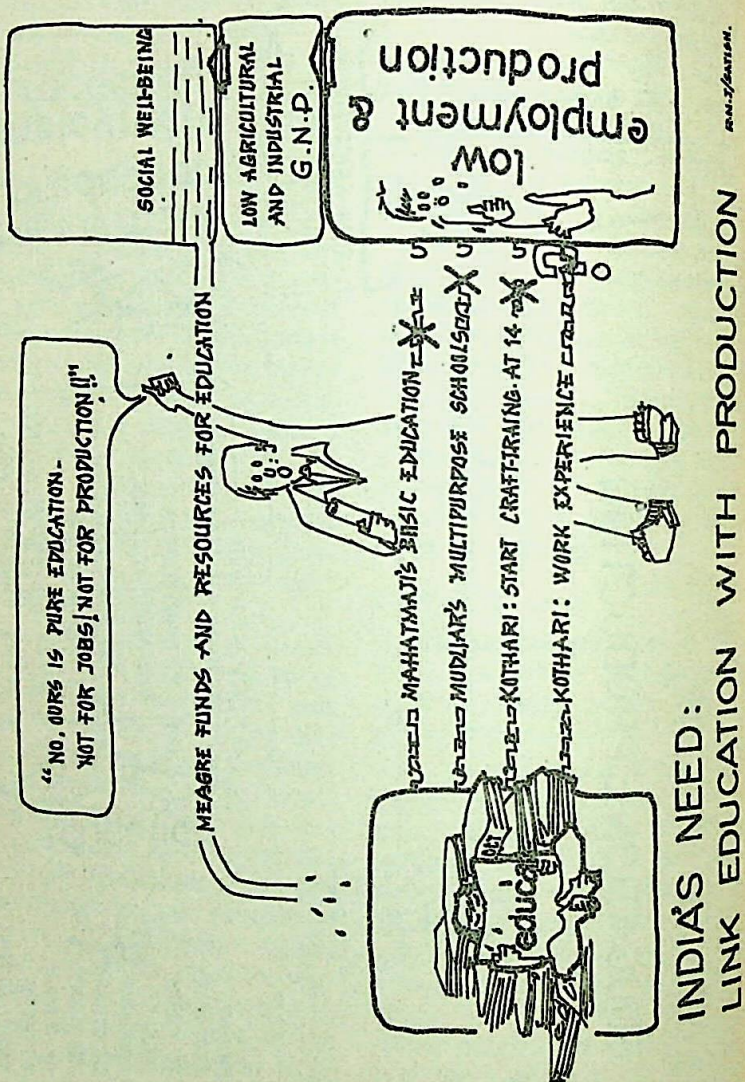 "NO, OURS IS PURE EDUCATION-
NOT FOR JOBS/NOT FOR PRODUCTION!!"
MEAGRE FUNDS AND RESOURCES FOR EDUCATION
SOCIAL WELL-BEING
LOW AGRICULTURAL
AND INDUSTRIAL
G.N.P.
MAHATMAJI'S BASIC EDUCATION
MUDLIAR'S MULTIPURPOSE SCHOOLS
KOTHARI: START CRAFT-TRAING. AT 14
KOTHARI: WORK EXPERIENCE
low
employment &
production
educa
INDIA'S NEED:
LINK EDUCATION WITH PRODUCTION